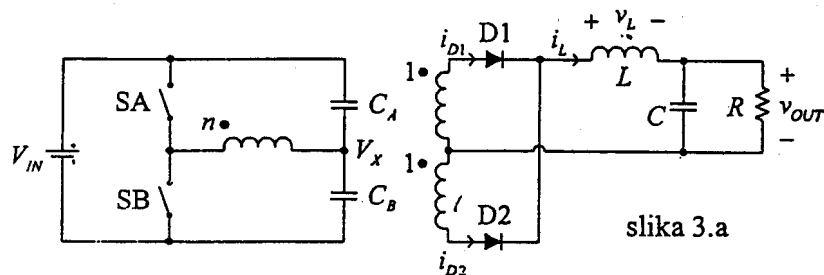 + v_L −
i_D1 D1 i_L
1• L
SA C_A
n• C R + v_OUT −
V_IN V_X 1•
SB C_B
D2
i_D2
slika 3.a